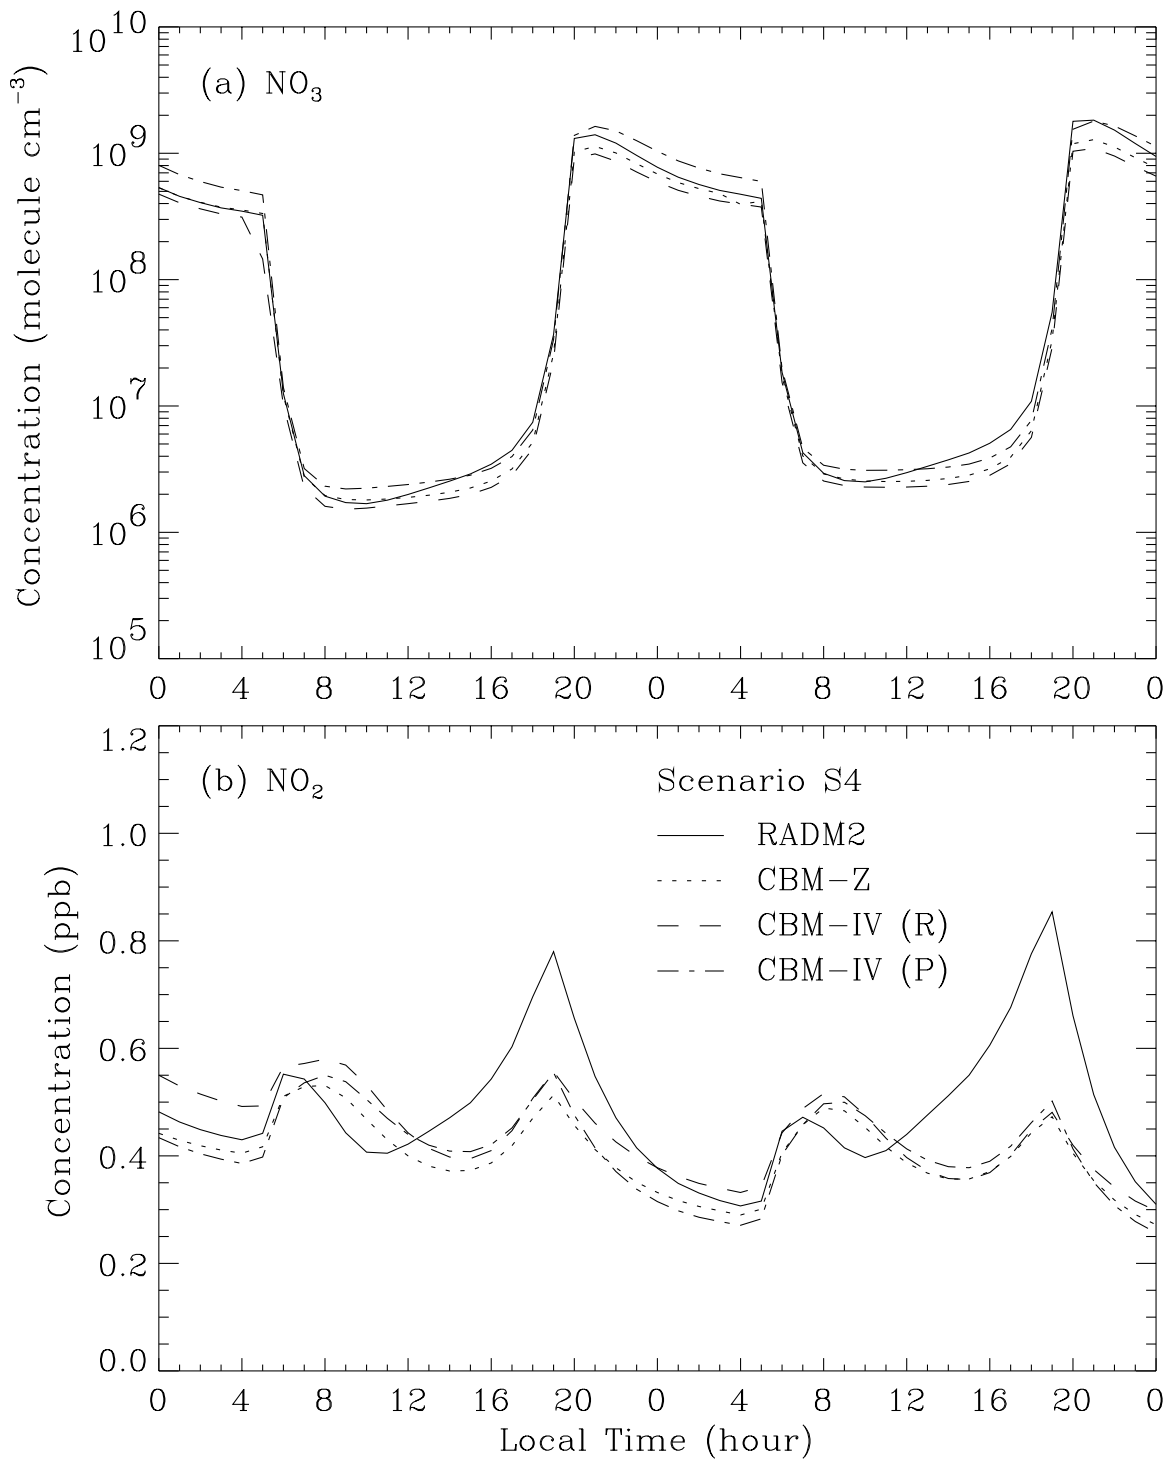 10^10
(a) NO₃
10^9
10^8
10^7
10^6
10^5
Concentration (molecule cm⁻³)
0 4 8 12 16 20 0 4 8 12 16 20 0
1.2
(b) NO₂
Scenario S4
1.0
RADM2
CBM−Z
CBM−IV (R)
0.8
CBM−IV (P)
0.6
0.4
0.2
0.0
Concentration (ppb)
0 4 8 12 16 20 0 4 8 12 16 20 0
Local Time (hour)